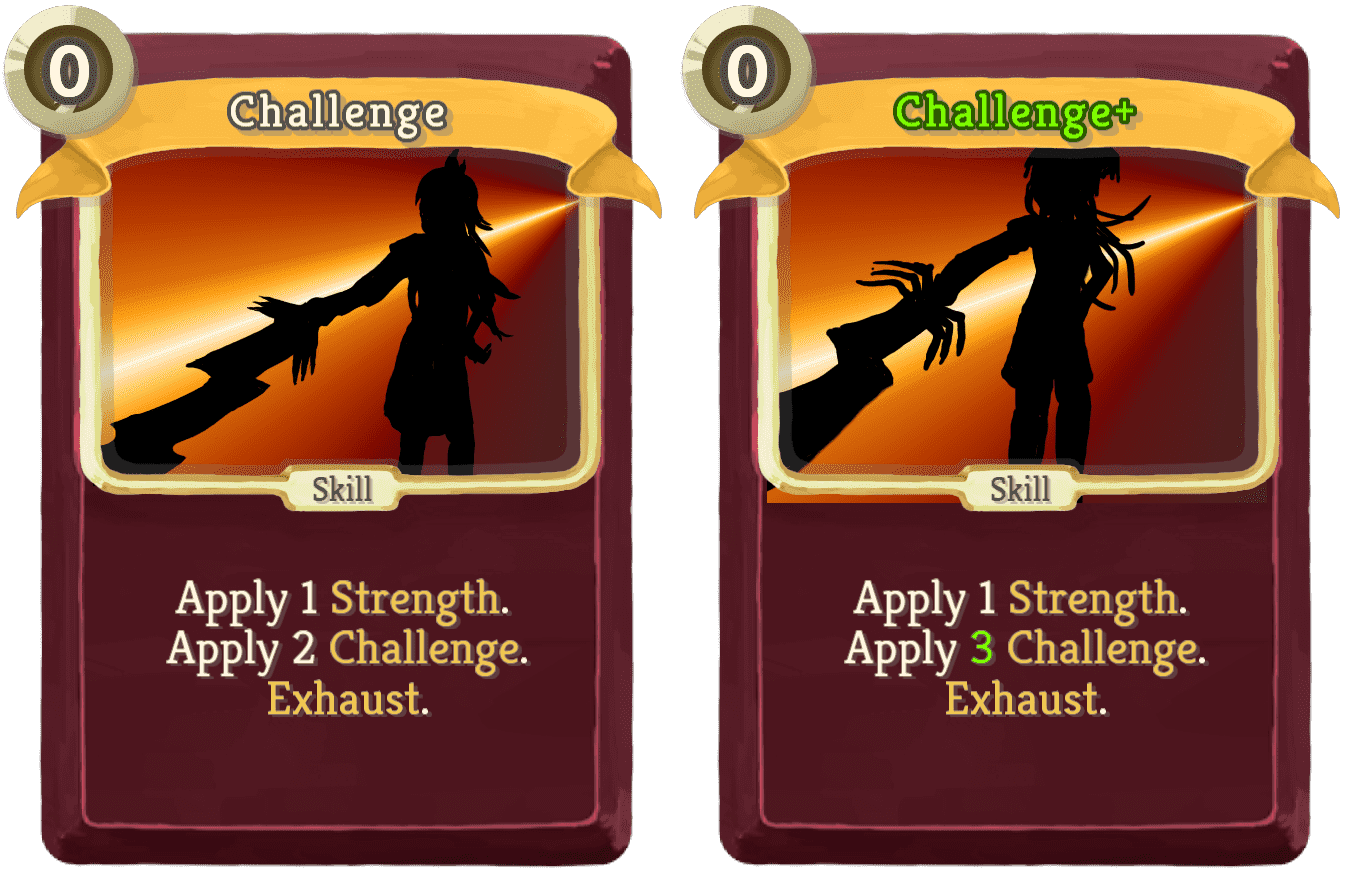 0
Challenge
Skill
Apply 1 Strength.
Apply 2 Challenge.
Exhaust.
0
Challenge+
Skill
Apply 1 Strength.
Apply 3 Challenge.
Exhaust.